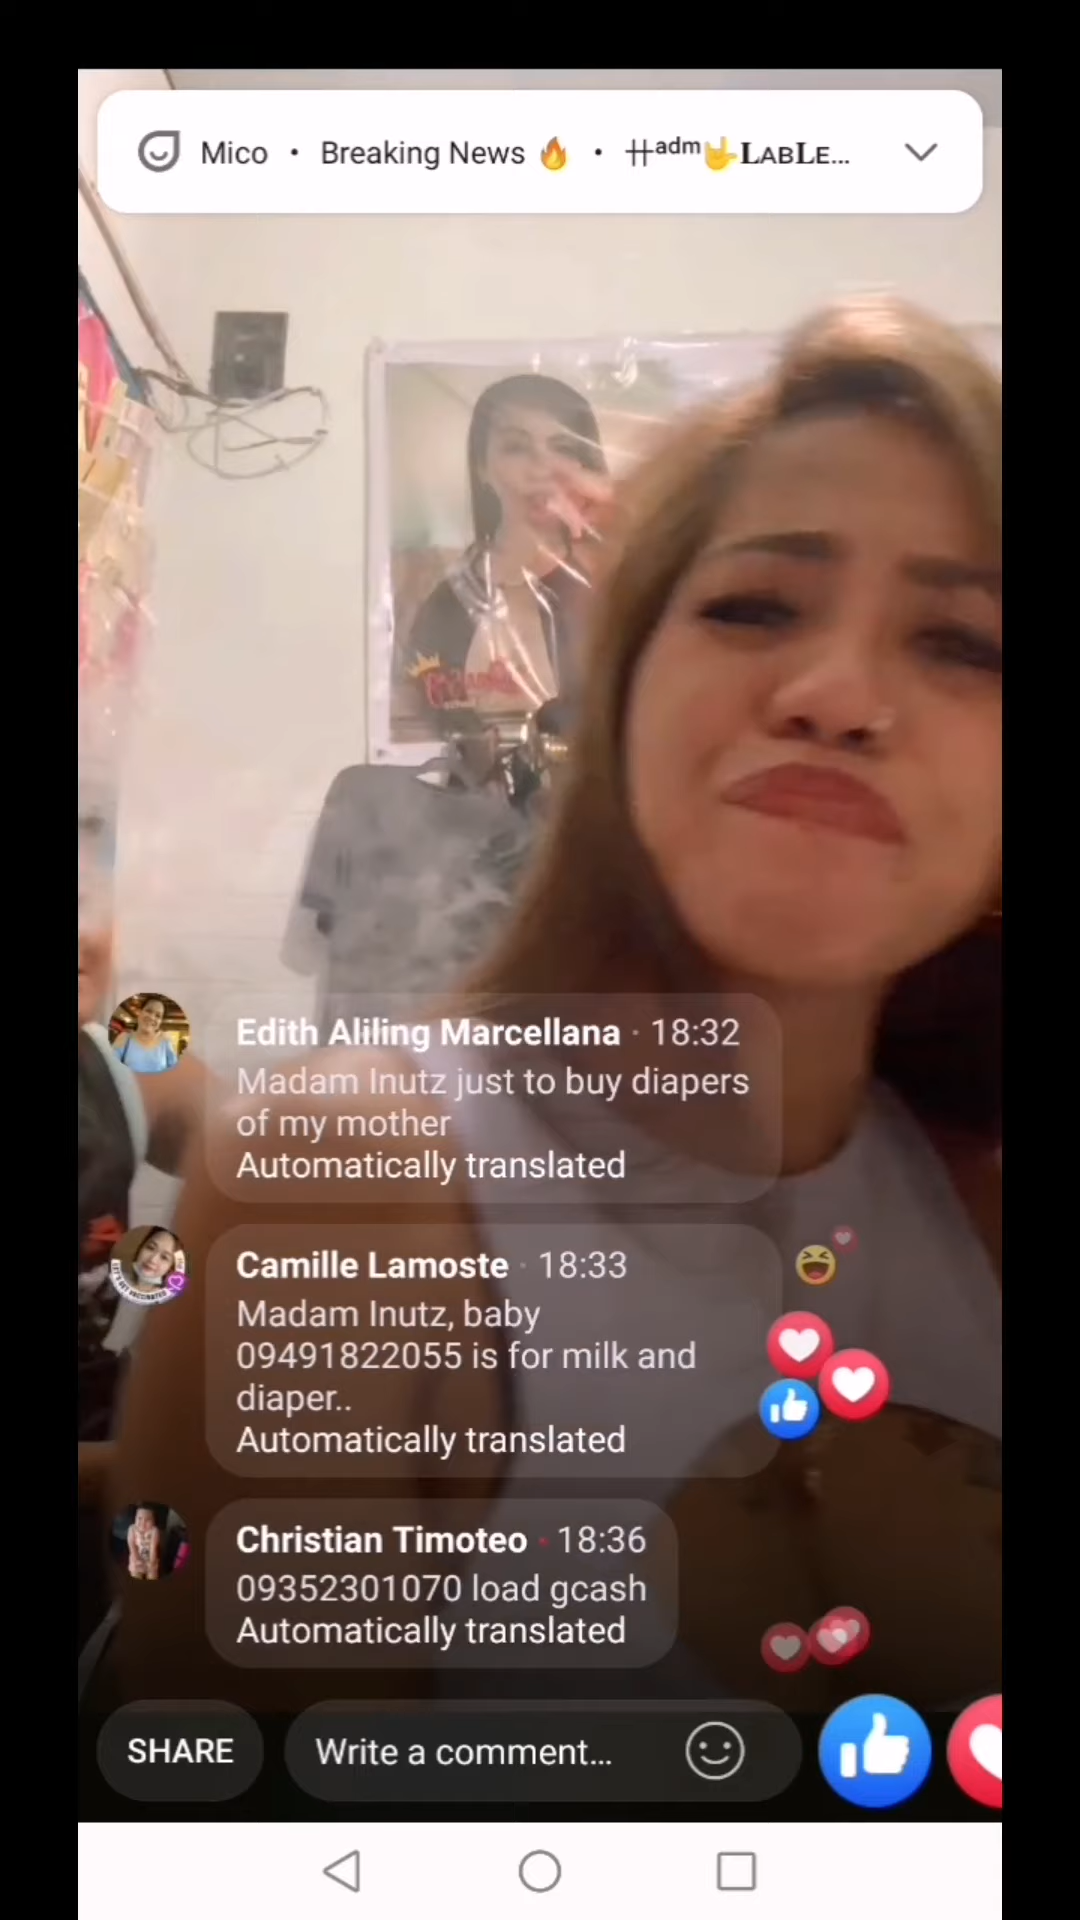 Mico • Breaking News 🔥 • ⌗ᵃᵈᵐ🤟LABLE...
Edith Aliling Marcellana · 18:32
Madam Inutz just to buy diapers
of my mother
Automatically translated
Camille Lamoste · 18:33
Madam Inutz, baby
09491822055 is for milk and
diaper..
Automatically translated
Christian Timoteo · 18:36
09352301070 load gcash
Automatically translated
SHARE
Write a comment...